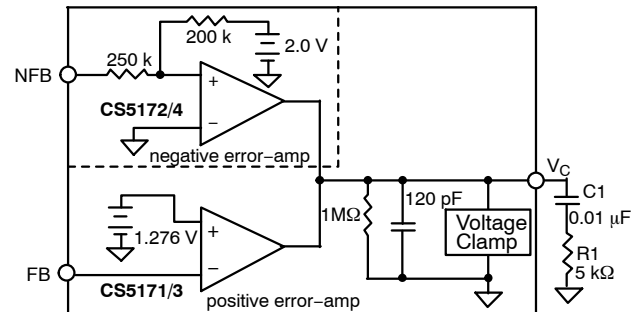 200 k
2.0 V
250 k
NFB
+
CS5172/4
−
negative error−amp
VC
C1
120 pF
0.01 µF
1MΩ
Voltage
Clamp
+
1.276 V
R1
5 kΩ
FB
−
CS5171/3
positive error−amp